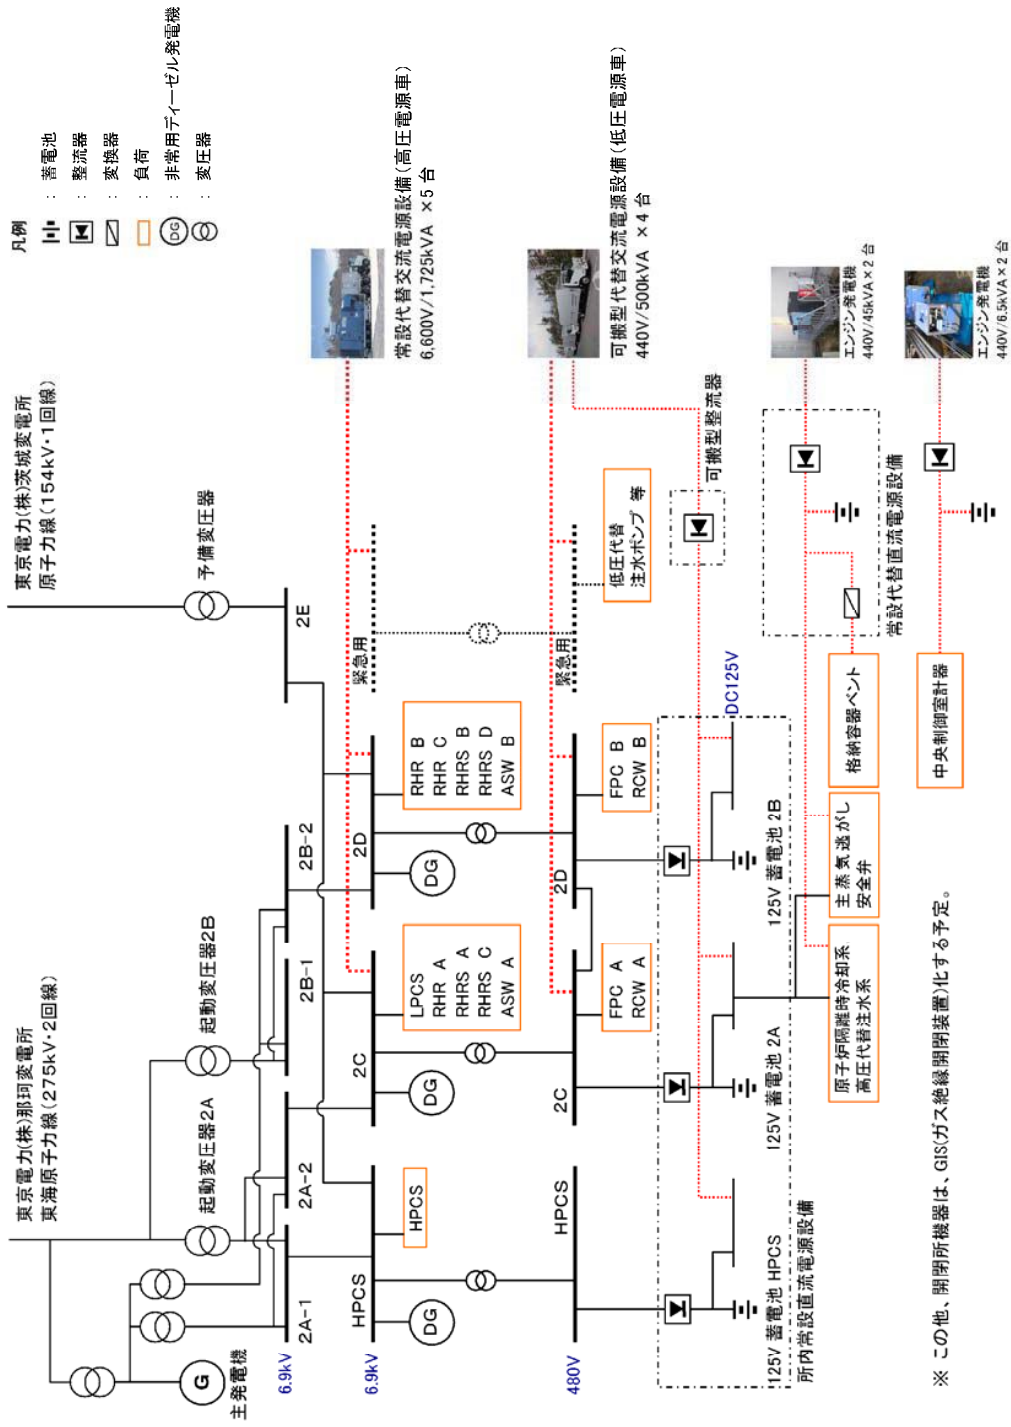 東京電力(株)那珂変電所
東海原子力線(275kV・2回線)
東京電力(株)茨城変電所
原子力線(154kV・1回線)
凡例
： 蓄電池
： 整流器
： 変換器
： 負荷
DG ： 非常用ディーゼル発電機
： 変圧器
起動変圧器2A
起動変圧器2B
予備変圧器
G
主発電機
6.9kV
2A-1
2A-2
2B-1
2B-2
2E
6.9kV
HPCS
2C
2D
緊急用
DG
DG
DG
HPCS
LPCS
RHR A
RHRS A
RHRS C
ASW A
RHR B
RHR C
RHRS B
RHRS D
ASW B
常設代替交流電源設備(高圧電源車)
6,600V/1,725kVA ×5 台
480V
HPCS
2C
2D
緊急用
FPC A
RCW A
FPC B
RCW B
低圧代替
注水ポンプ 等
可搬型代替交流電源設備(低圧電源車)
440V/500kVA ×4 台
可搬型整流器
DC125V
125V 蓄電池 HPCS
125V 蓄電池 2A
125V 蓄電池 2B
所内常設直流電源設備
エンジン発電機
440V/45kVA×2 台
常設代替直流電源設備
原子炉隔離時冷却系
高圧代替注水系
主蒸気逃がし
安全弁
格納容器ベント
中央制御室計器
エンジン発電機
440V/6.5kVA×2 台
※ この他、開閉所機器は、GIS(ガス絶縁開閉装置)化する予定。